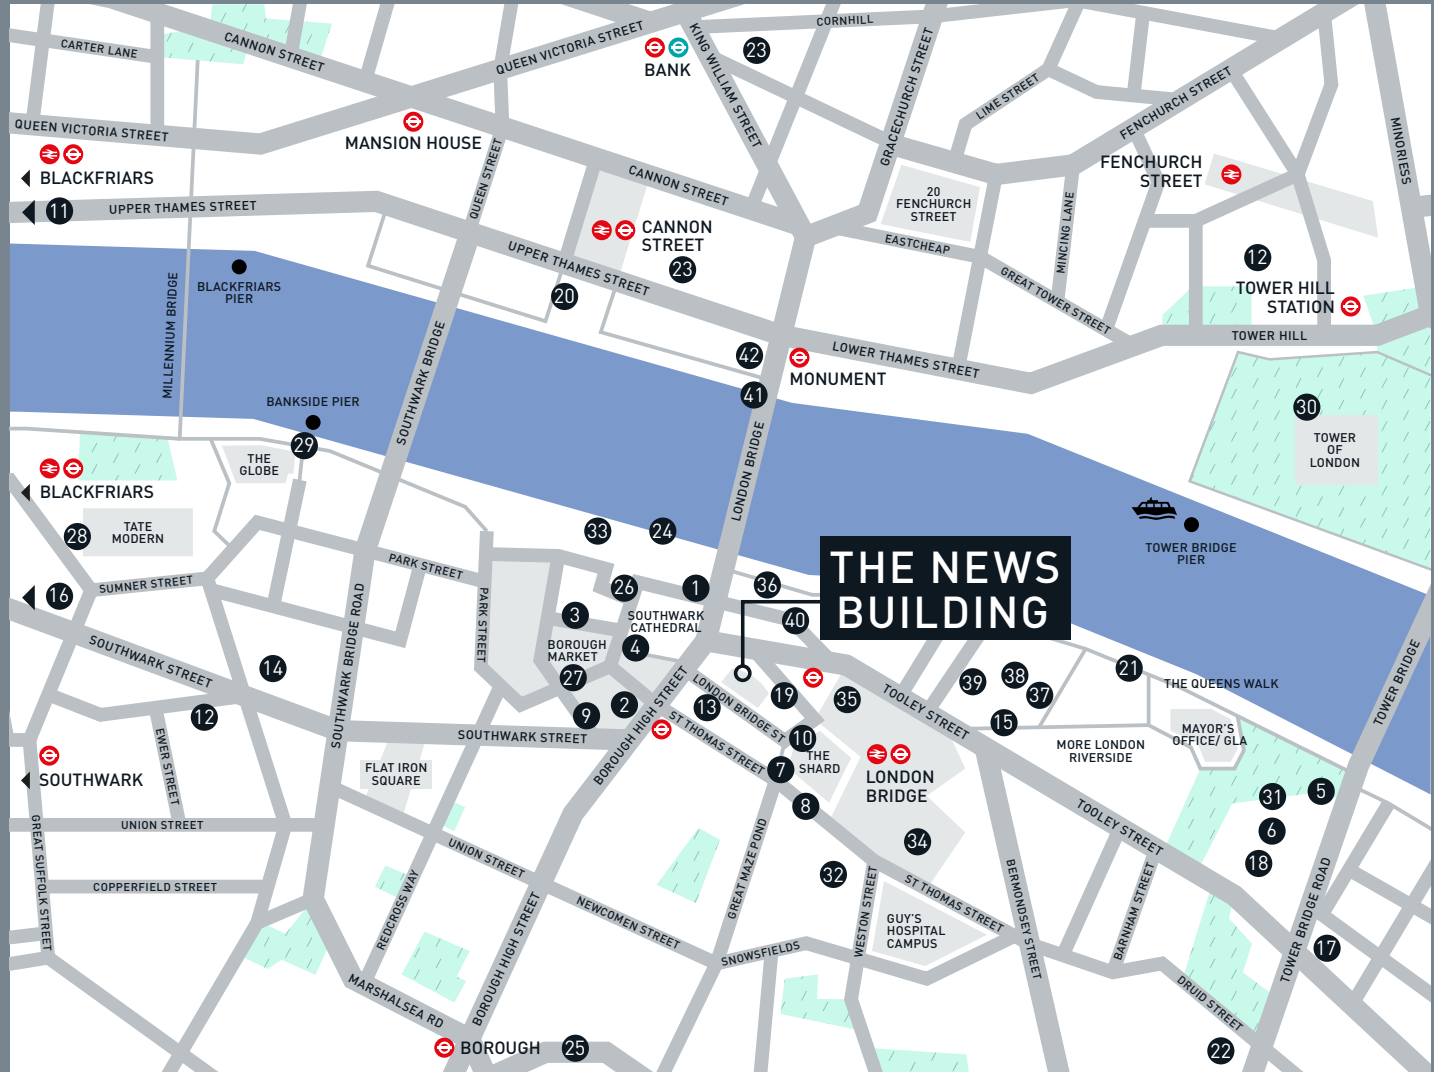 CARTER LANE
CANNON STREET
QUEEN VICTORIA STREET
BANK
KING WILLIAM STREET
23
CORNHILL
GRACECHURCH STREET
LIME STREET
FENCHURCH STREET
MINORIESS
QUEEN VICTORIA STREET
MANSION HOUSE
BLACKFRIARS
11
UPPER THAMES STREET
QUEEN STREET
CANNON STREET
CANNON
STREET
23
20
UPPER THAMES STREET
20
FENCHURCH
STREET
EASTCHEAP
MINCING LANE
GREAT TOWER STREET
FENCHURCH
STREET
12
TOWER HILL
STATION
TOWER HILL
BLACKFRIARS
PIER
MILLENNIUM BRIDGE
SOUTHWARK BRIDGE
42
MONUMENT
LOWER THAMES STREET
41
LONDON BRIDGE
30
TOWER
OF
LONDON
BANKSIDE PIER
29
THE
GLOBE
BLACKFRIARS
28
TATE
MODERN
16
SUMNER STREET
PARK STREET
PARK STREET
33
24
TOWER BRIDGE
PIER
THE NEWS
BUILDING
26
1
36
40
3
SOUTHWARK
CATHEDRAL
4
BOROUGH
MARKET
27
2
9
SOUTHWARK STREET
14
12
SOUTHWARK BRIDGE ROAD
EWER STREET
SOUTHWARK
SOUTHWARK STREET
FLAT IRON
SQUARE
BOROUGH HIGH STREET
LONDON BRIDGE ST
13
ST THOMAS STREET
19
35
10
THE
SHARD
7
8
LONDON
BRIDGE
TOOLEY STREET
39
38
37
15
21
THE QUEENS WALK
MAYOR'S
OFFICE/ GLA
MORE LONDON
RIVERSIDE
TOWER BRIDGE
31
5
6
18
TOOLEY STREET
UNION STREET
COPPERFIELD STREET
GREAT SUFFOLK STREET
UNION STREET
REDCROSS WAY
NEWCOMEN STREET
BOROUGH HIGH STREET
GREAT MAZE POND
32
34
WESTON STREET
ST THOMAS STREET
GUY'S
HOSPITAL
CAMPUS
SNOWSFIELDS
BERMONDSEY STREET
BARNHAM STREET
TOWER BRIDGE ROAD
17
DRUID STREET
22
MARSHALSEA RD
BOROUGH
25